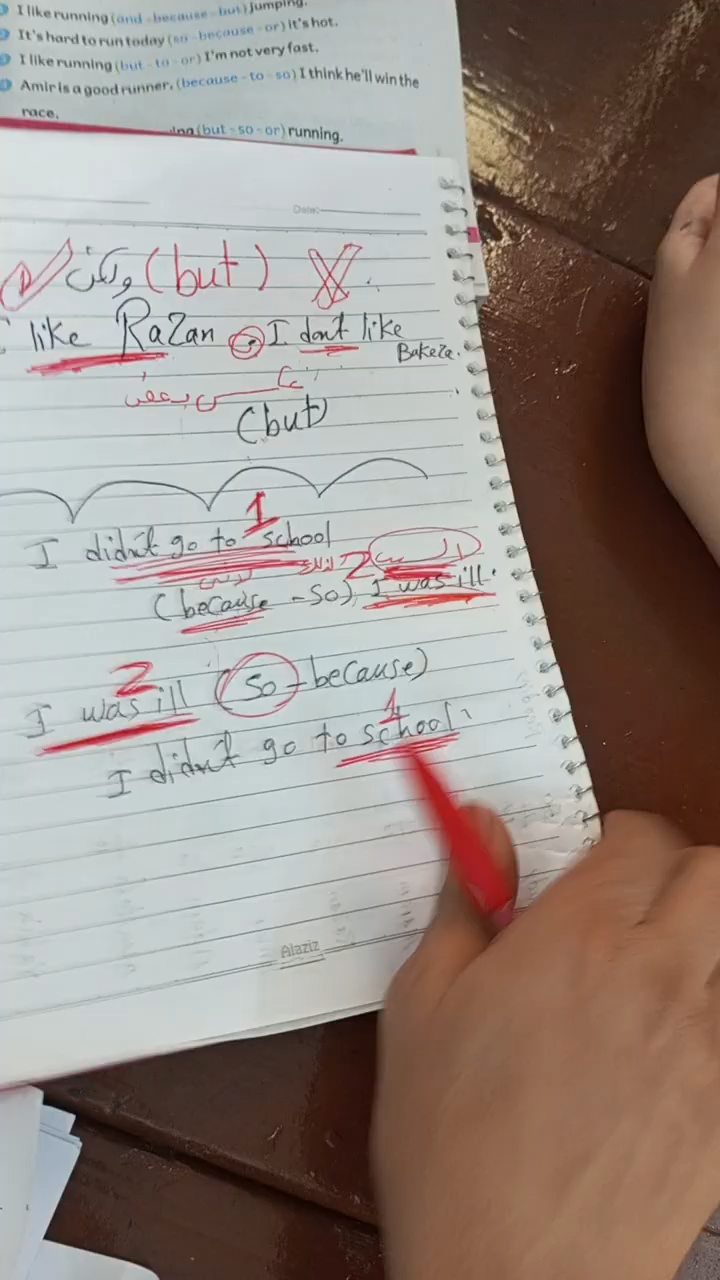 I like running (and - because - but) jumping.
It's hard to run today (so - because - or) it's hot.
I like running (but - to - or) I'm not very fast.
Amir is a good runner, (because - to - so) I think he'll win the
race.
(but - so - or) running.
Date:
ولكن (but)
I like Razan . I don't like
Bakeza.
عكس بعض
(but)
1
I didn't go to school
2 السبب
(because - so) I was ill.
2
I was ill (so - because)
1
I didn't go to school.
Alaziz